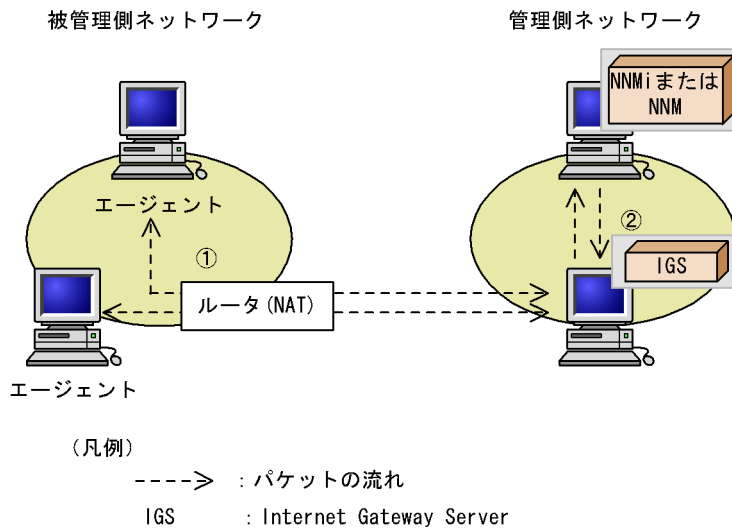 被管理側ネットワーク
管理側ネットワーク
NNMiまたは
NNM
エージェント
①
②
IGS
ルータ(NAT)
エージェント
(凡例)
:パケットの流れ
IGS :Internet Gateway Server